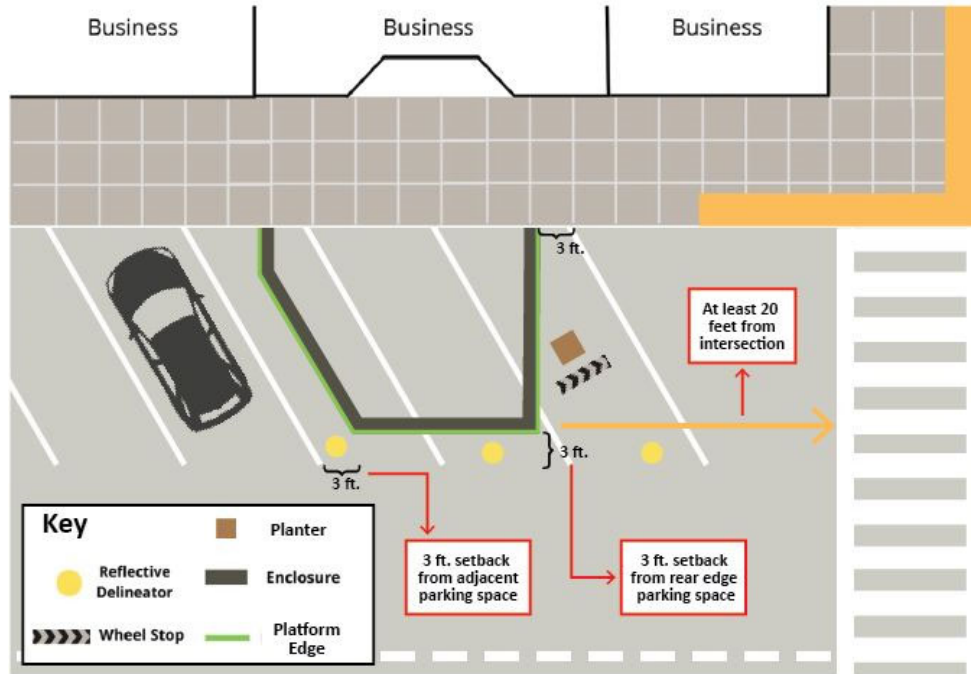 Business
Business
Business
3 ft.
At least 20
feet from
intersection
3 ft.
3 ft.
3 ft. setback
from adjacent
parking space
3 ft. setback
from rear edge
parking space
Key
Planter
Reflective
Delineator
Enclosure
Wheel Stop
Platform
Edge